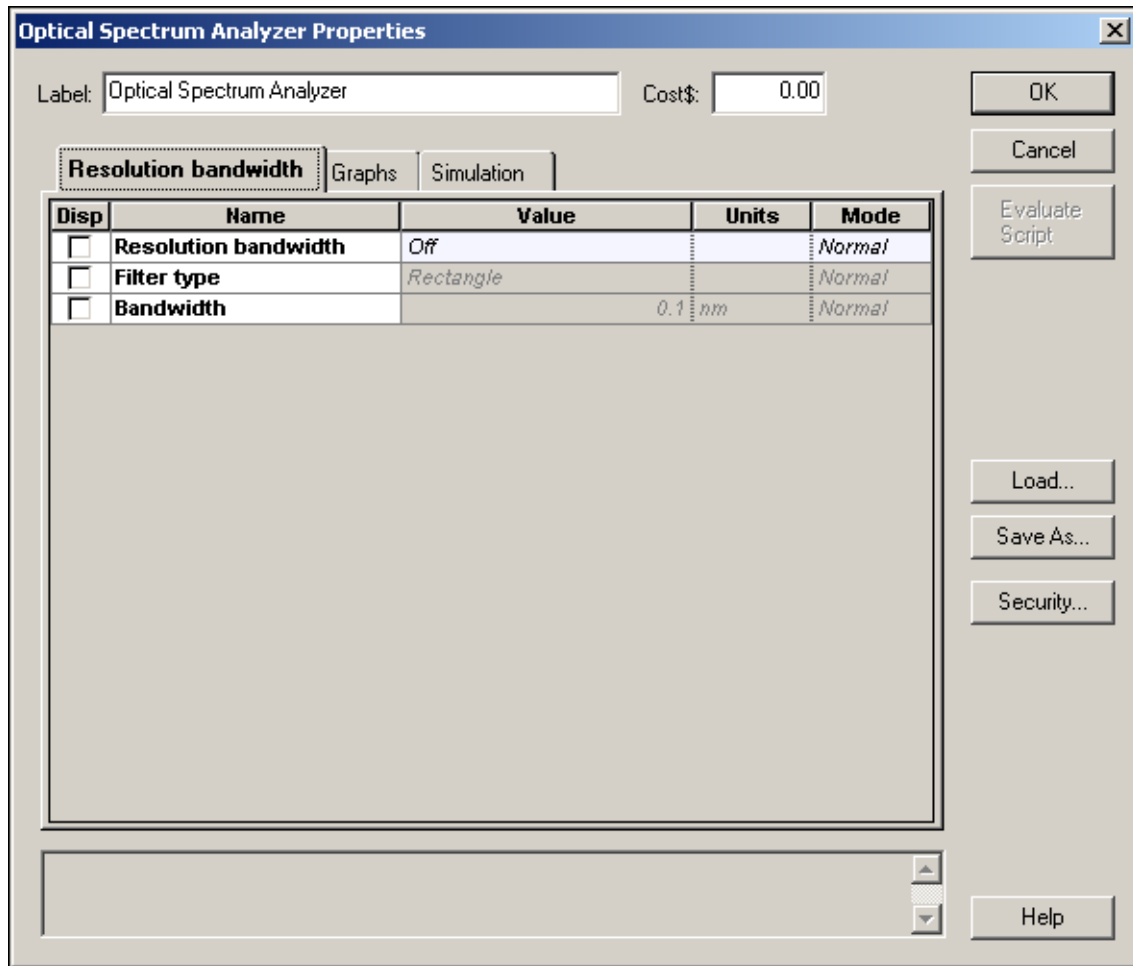 Optical Spectrum Analyzer Properties
Label: Optical Spectrum Analyzer Cost$: 0.00 OK
Cancel
Resolution bandwidth Graphs Simulation
Evaluate
Script
Disp Name Value Units Mode
Resolution bandwidth Off Normal
Filter type Rectangle Normal
Bandwidth 0.1 nm Normal
Load...
Save As...
Security...
Help